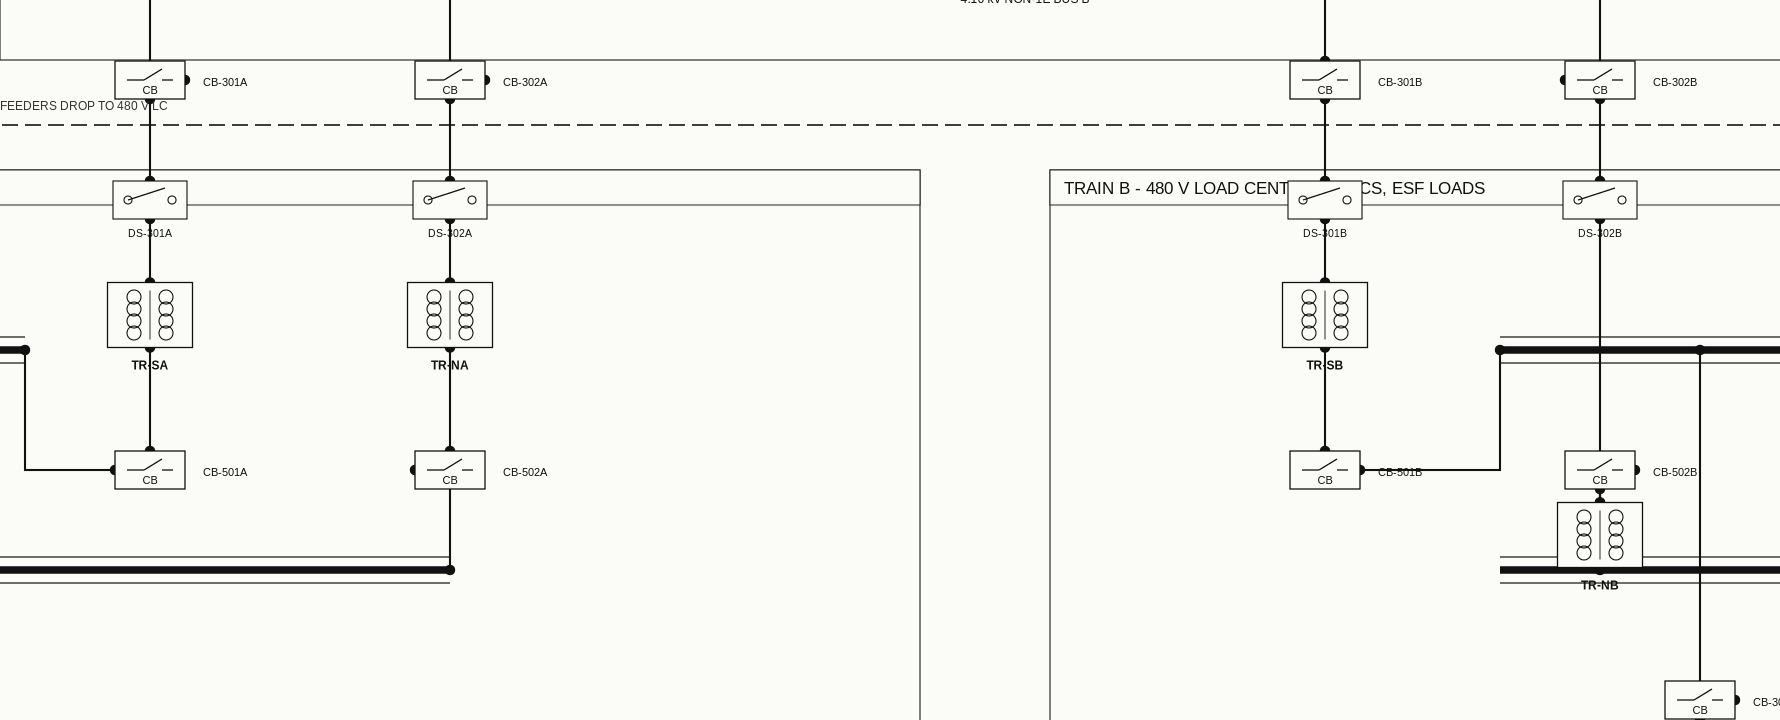 CB-301A
CB-302A
CB-301B
CB-302B
CB
CB
CB
CB
FEEDERS DROP TO 480 V LC
TRAIN B - 480 V LOAD CENT CS, ESF LOADS
DS-301A
DS-302A
DS-301B
DS-302B
TR-SA
TR-NA
TR-SB
CB-501A
CB-502A
CB-501B
CB-502B
CB
CB
CB
CB
TR-NB
CB-30
CB